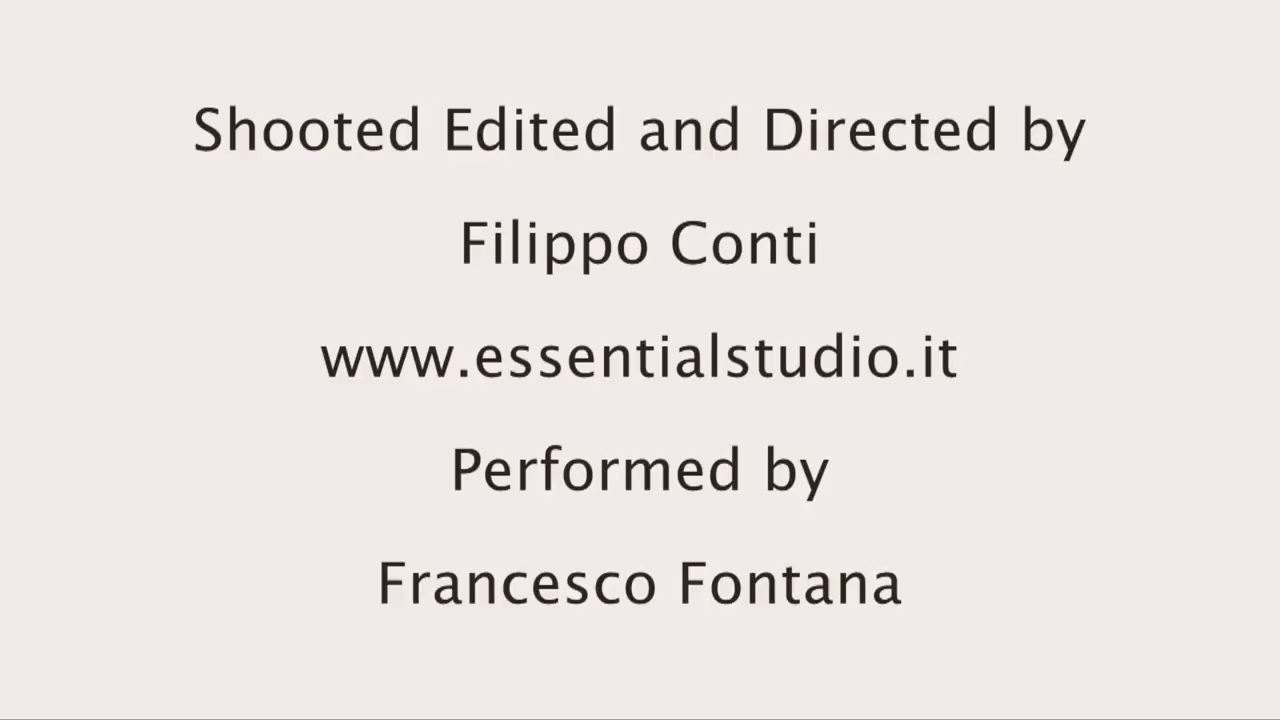 Shooted Edited and Directed by
Filippo Conti
www.essentialstudio.it
Performed by
Francesco Fontana